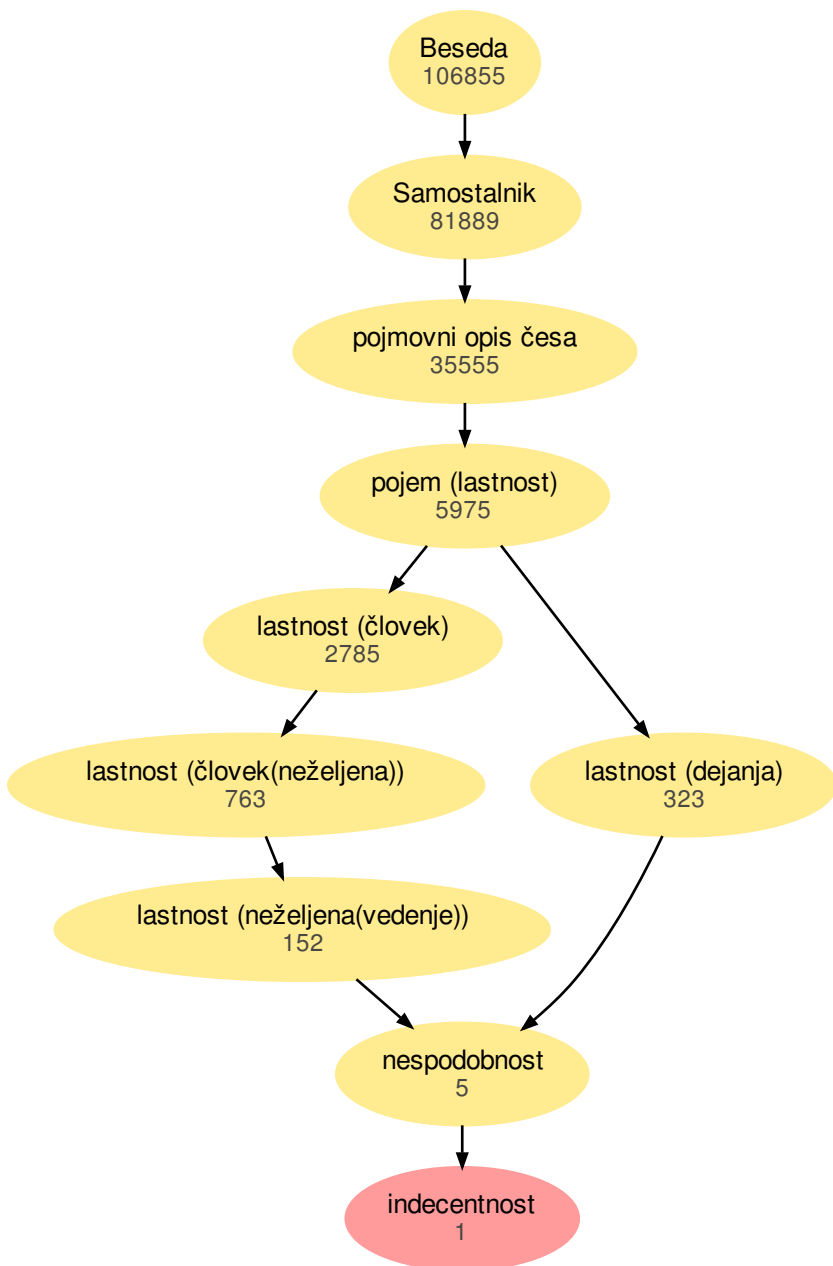 Beseda
106855
Samostalnik
81889
pojmovni opis česa
35555
pojem (lastnost)
5975
lastnost (človek)
2785
lastnost (človek(neželjena))
763
lastnost (dejanja)
323
lastnost (neželjena(vedenje))
152
nespodobnost
5
indecentnost
1